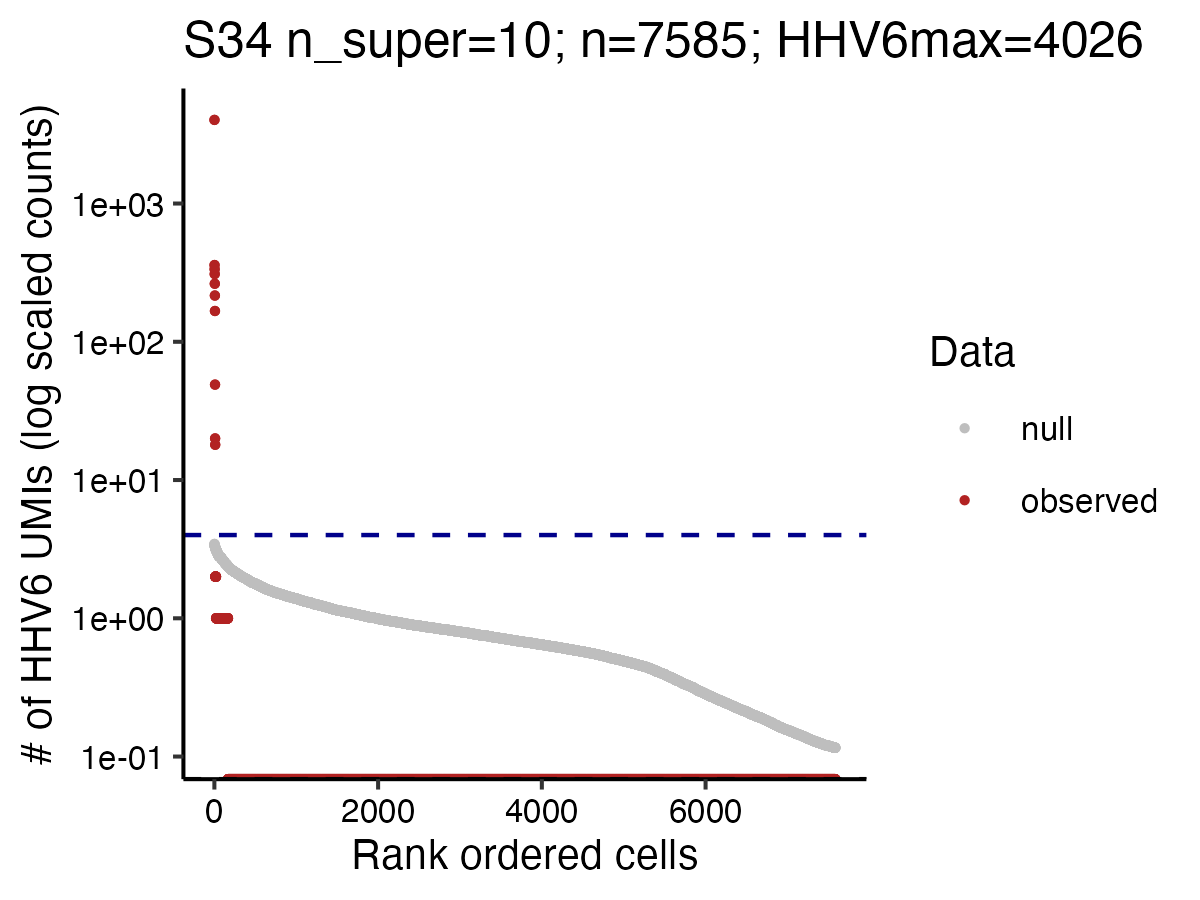 S34 n_super=10; n=7585; HHV6max=4026
# of HHV6 UMIs (log scaled counts)
1e+03
1e+02
1e+01
1e+00
1e-01
0 2000 4000 6000
Rank ordered cells
Data
null
observed